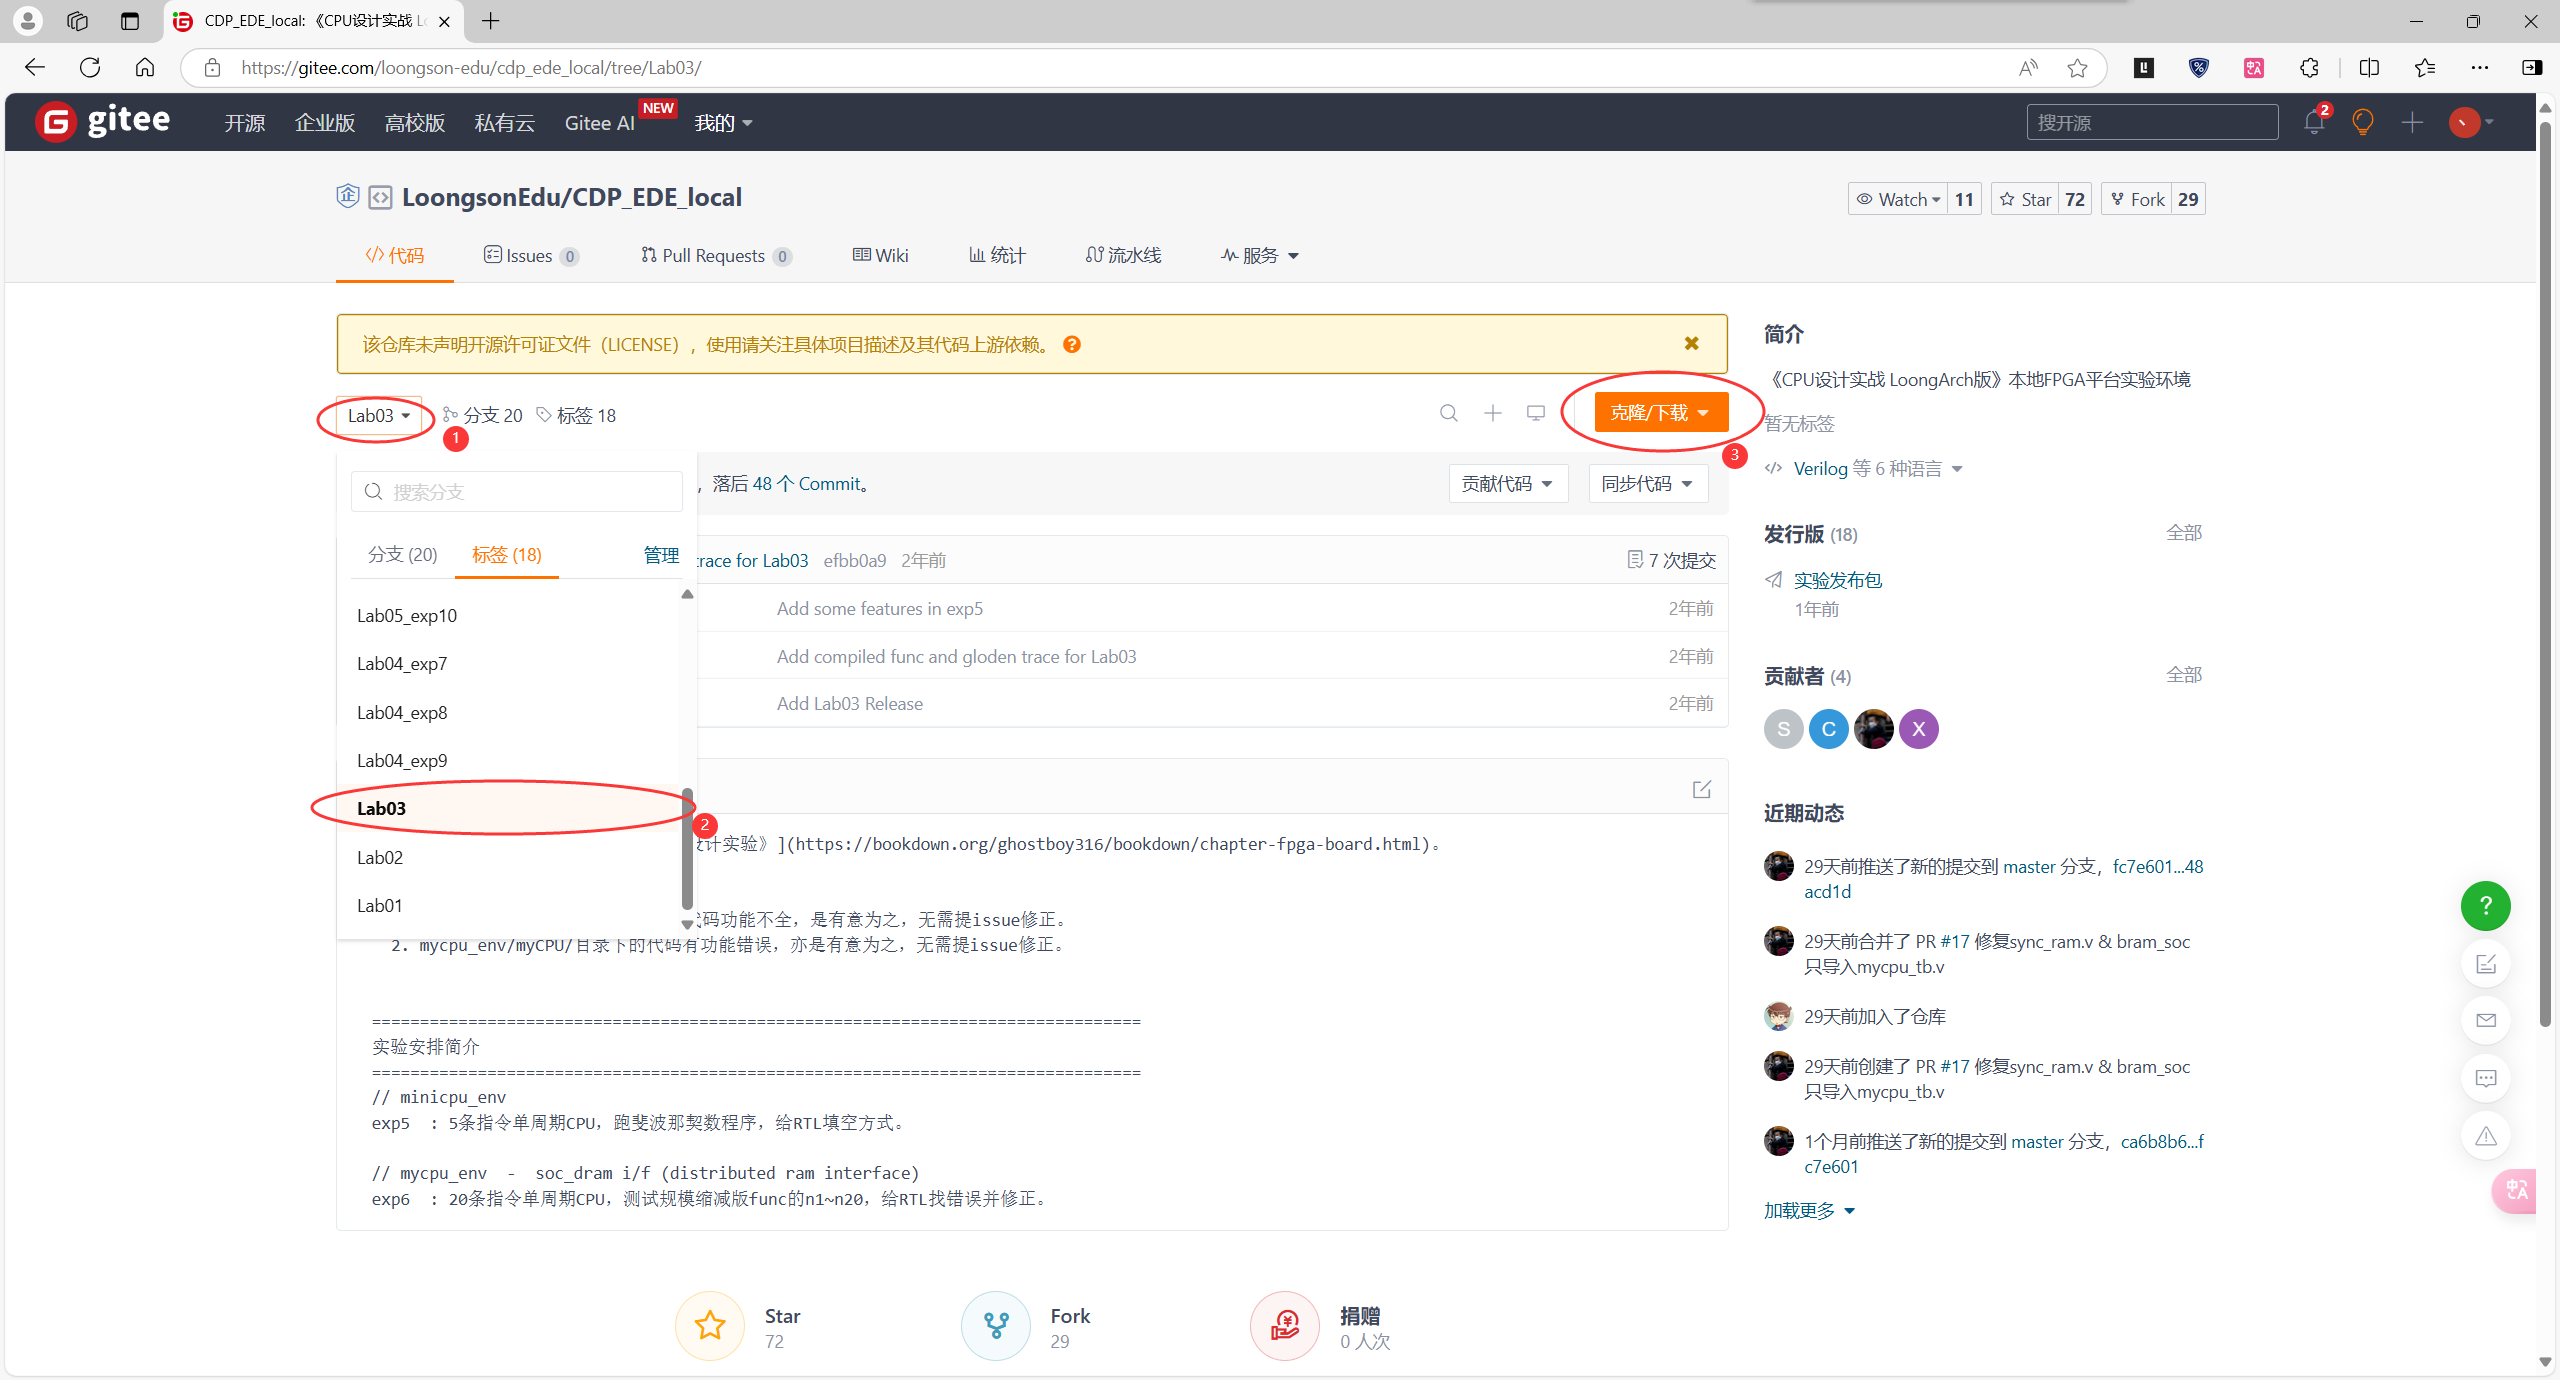 CDP_EDE_local: 《CPU设计实战 Lo
https://gitee.com/loongson-edu/cdp_ede_local/tree/Lab03/
gitee 开源 企业版 高校版 私有云 Gitee AI NEW 我的 搜开源 2
LoongsonEdu/CDP_EDE_local Watch 11 Star 72 Fork 29
代码 Issues 0 Pull Requests 0 Wiki 统计 流水线 服务
该仓库未声明开源许可证文件（LICENSE），使用请关注具体项目描述及其代码上游依赖。
Lab03 分支 20 标签 18 克隆/下载
1
3
搜索分支
，落后 48 个 Commit。 贡献代码 同步代码
分支 (20) 标签 (18) 管理
race for Lab03 efbb0a9 2年前 7 次提交
Lab05_exp10
Add some features in exp5 2年前
Lab04_exp7
Add compiled func and gloden trace for Lab03 2年前
Lab04_exp8
Add Lab03 Release 2年前
Lab04_exp9
Lab03
2
Lab02
Lab01
计实验》](https://bookdown.org/ghostboy316/bookdown/chapter-fpga-board.html)。
码功能不全，是有意为之，无需提issue修正。
2. mycpu_env/myCPU/目录下的代码有功能错误，亦是有意为之，无需提issue修正。
================================================================================
实验安排简介
================================================================================
// minicpu_env
exp5 : 5条指令单周期CPU，跑斐波那契数程序，给RTL填空方式。
// mycpu_env - soc_dram i/f (distributed ram interface)
exp6 : 20条指令单周期CPU，测试规模缩减版func的n1~n20，给RTL找错误并修正。
简介
《CPU设计实战 LoongArch版》本地FPGA平台实验环境
暂无标签
Verilog 等 6 种语言
发行版 (18) 全部
实验发布包
1年前
贡献者 (4) 全部
S C X
近期动态
29天前推送了新的提交到 master 分支，fc7e601...48
acd1d
29天前合并了 PR #17 修复sync_ram.v & bram_soc
只导入mycpu_tb.v
29天前加入了仓库
29天前创建了 PR #17 修复sync_ram.v & bram_soc
只导入mycpu_tb.v
1个月前推送了新的提交到 master 分支，ca6b8b6...f
c7e601
加载更多
Star
72
Fork
29
捐赠
0 人次